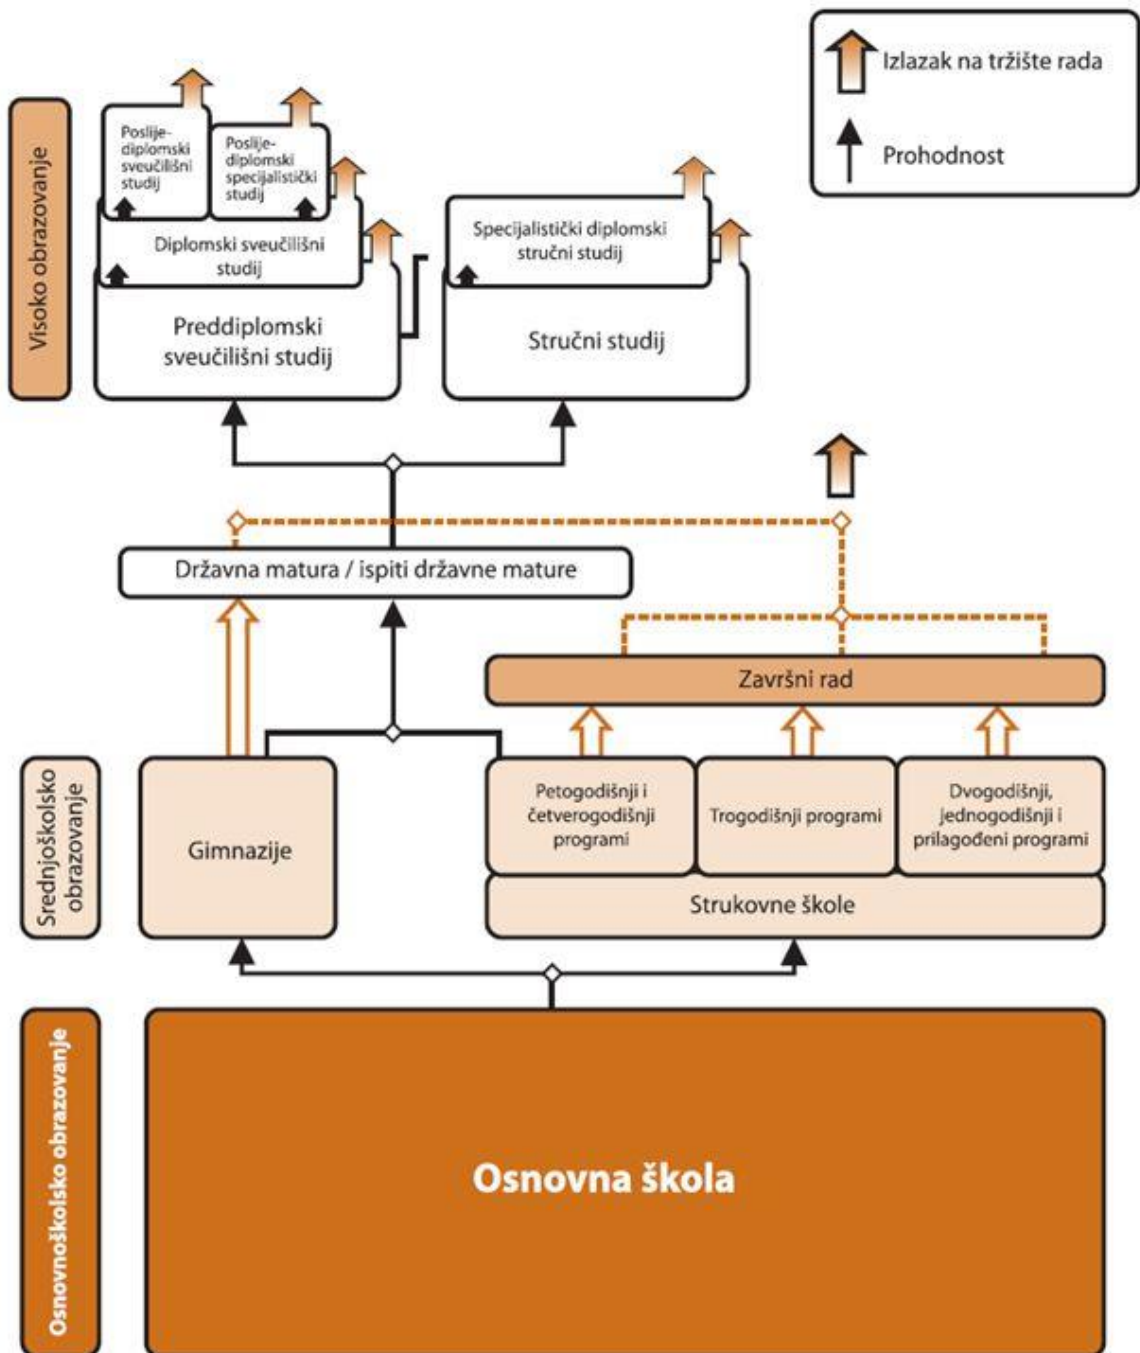 Izlazak na tržište rada
Prohodnost
Visoko obrazovanje
Poslije-
diplomski
sveučilišni
studij
Poslije-
diplomski
specijalistički
studij
Diplomski sveučilišni
studij
Preddiplomski
sveučilišni studij
Specijalistički diplomski
stručni studij
Stručni studij
Državna matura / ispiti državne mature
Završni rad
Srednjoškolsko
obrazovanje
Gimnazije
Petogodišnji i
četverogodišnji
programi
Trogodišnji programi
Dvogodišnji,
jednogodišnji i
prilagođeni programi
Strukovne škole
Osnovnoškolsko obrazovanje
Osnovna škola